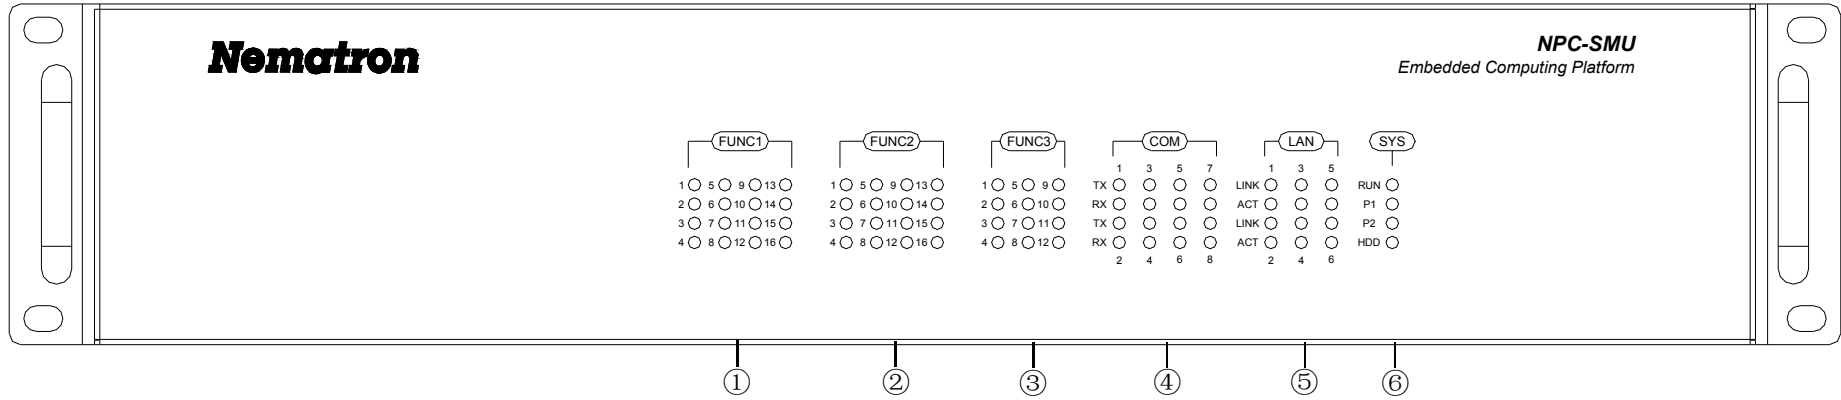 Nematron
NPC-SMU
Embedded Computing Platform
FUNC1 FUNC2 FUNC3 COM LAN SYS
1 3 5 7 1 3 5
1 5 9 13 1 5 9 13 1 5 9 TX LINK RUN
2 6 10 14 2 6 10 14 2 6 10 RX ACT P1
3 7 11 15 3 7 11 15 3 7 11 TX LINK P2
4 8 12 16 4 8 12 16 4 8 12 RX ACT HDD
2 4 6 8 2 4 6
① ② ③ ④ ⑤ ⑥